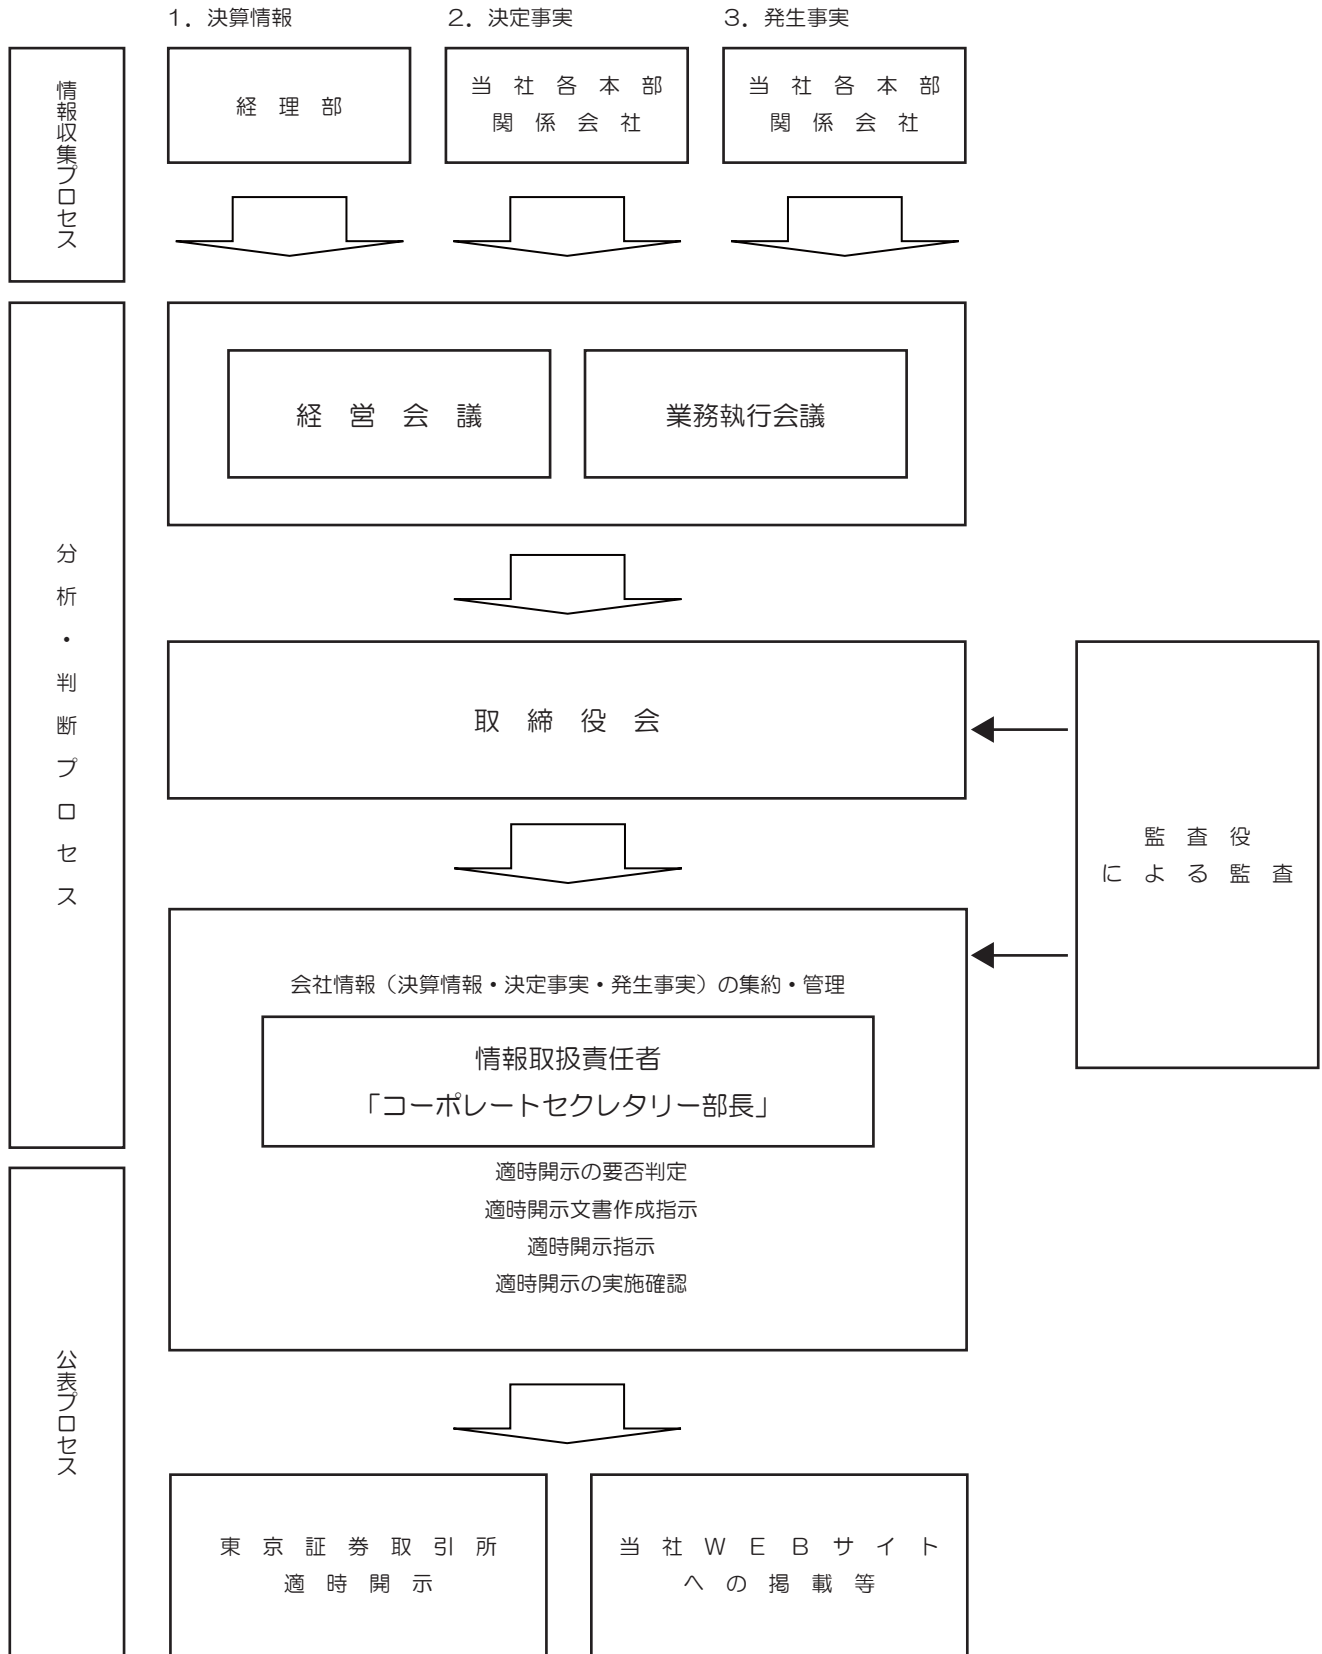 1．決算情報
2．決定事実
3．発生事実
情報収集プロセス
経　理　部
当　社　各　本　部
関　係　会　社
当　社　各　本　部
関　係　会　社
分析・判断プロセス
経　営　会　議
業務執行会議
取　締　役　会
監　査　役
に　よ　る　監　査
会社情報（決算情報・決定事実・発生事実）の集約・管理
情報取扱責任者
「コーポレートセクレタリー部長」
適時開示の要否判定
適時開示文書作成指示
適時開示指示
適時開示の実施確認
公表プロセス
東　京　証　券　取　引　所
適　時　開　示
当　社　Ｗ　Ｅ　Ｂ　サ　イ　ト
へ　の　掲　載　等